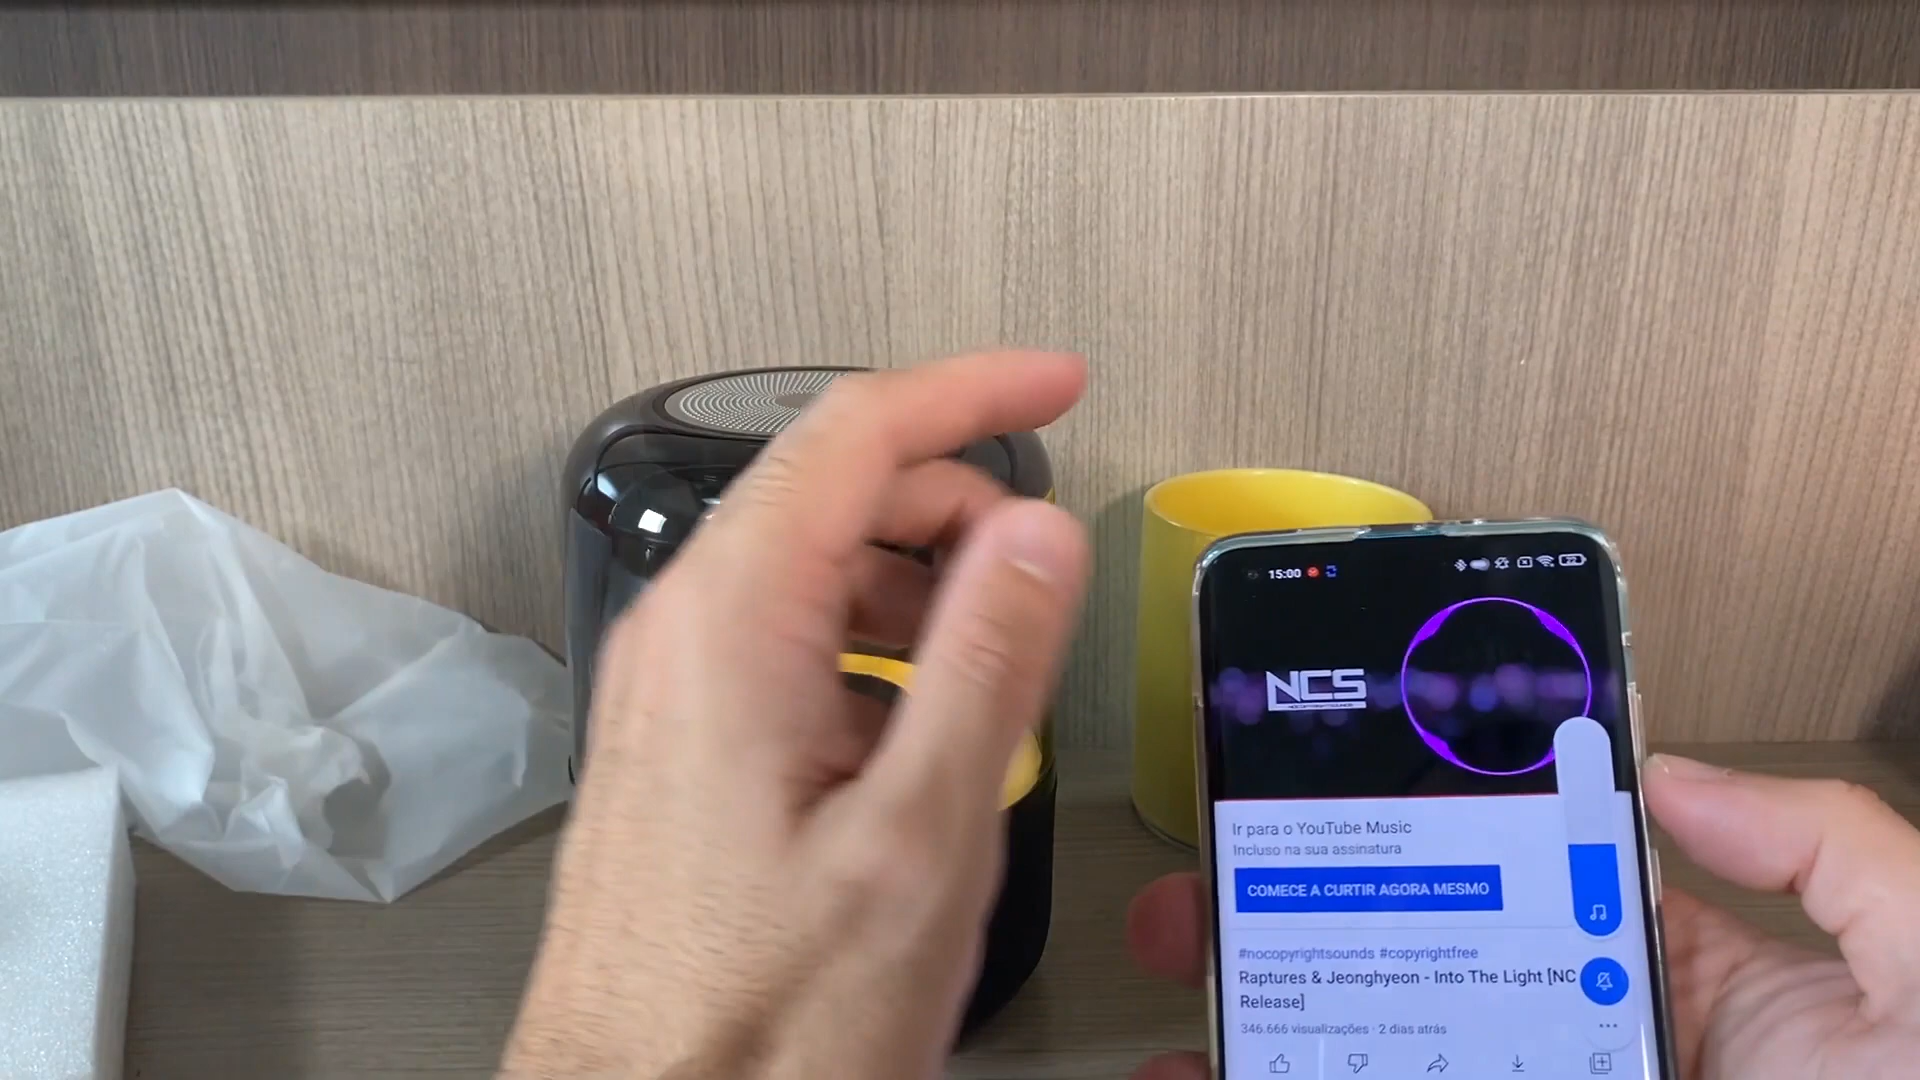 15:00
22
NCS
Ir para o YouTube Music
Incluso na sua assinatura
COMECE A CURTIR AGORA MESMO
#nocopyrightsounds #copyrightfree
Raptures & Jeonghyeon - Into The Light [NC
Release]
346.666 visualizações · 2 dias atrás